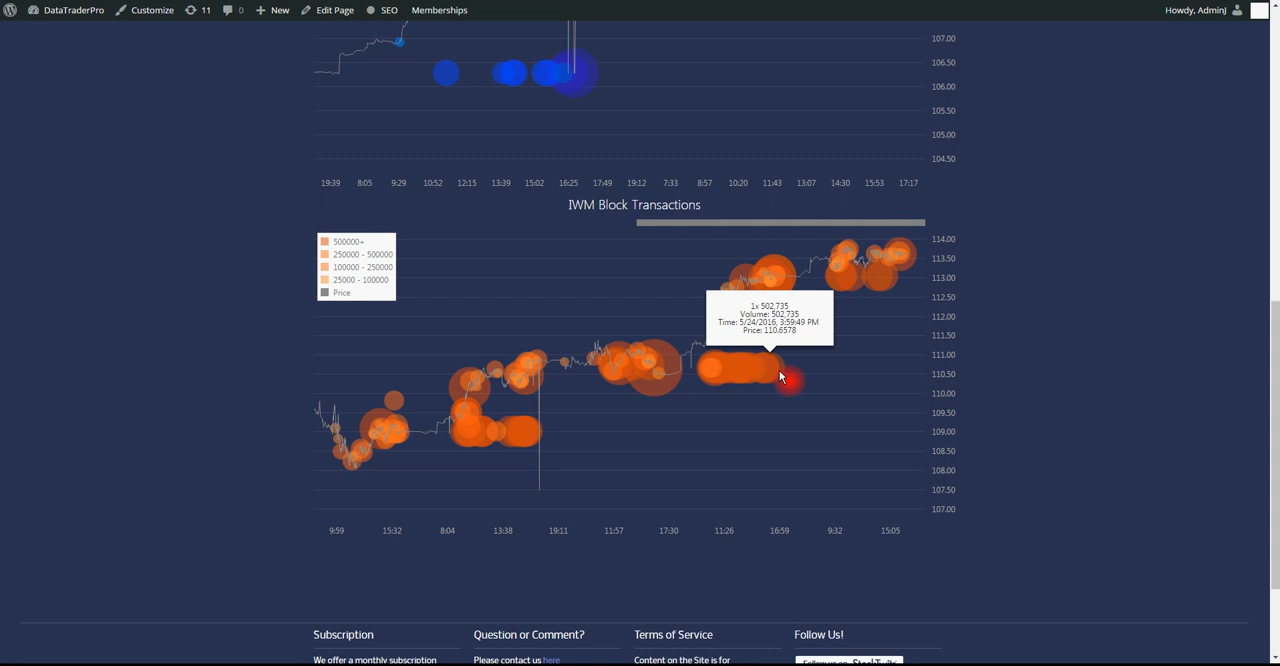 DataTraderPro Customize 11 0 New Edit Page SEO Memberships Howdy, AdminJ
107.00
106.50
106.00
105.50
105.00
104.50
19:39 8:05 9:29 10:52 12:15 13:39 15:02 16:25 17:49 19:12 7:33 8:57 10:20 11:43 13:07 14:30 15:53 17:17
IWM Block Transactions
500000+
250000 - 500000
100000 - 250000
25000 - 100000
Price
114.00
113.50
113.00
112.50
112.00
111.50
111.00
110.50
110.00
109.50
109.00
108.50
108.00
107.50
107.00
1x 502,735
Volume: 502,735
Time: 5/24/2016, 3:59:49 PM
Price: 110.6578
9:59 15:32 8:04 13:38 19:11 11:57 17:30 11:26 16:59 9:32 15:05
Subscription Question or Comment? Terms of Service Follow Us!
We offer a monthly subscription Please contact us here Content on the Site is for